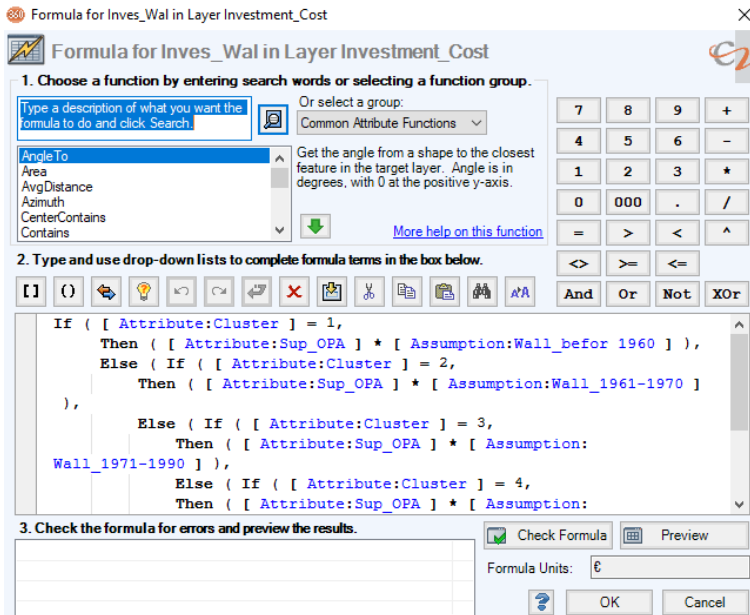 Formula for Inves_Wal in Layer Investment_Cost
Formula for Inves_Wal in Layer Investment_Cost
1. Choose a function by entering search words or selecting a function group.
Type a description of what you want the
formula to do and click Search.
Or select a group:
Common Attribute Functions
AngleTo
Area
AvgDistance
Azimuth
CenterContains
Contains
Get the angle from a shape to the closest
feature in the target layer. Angle is in
degrees, with 0 at the positive y-axis.
More help on this function
7 8 9 +
4 5 6 -
1 2 3 *
0 000 . /
= > < ^
<> >= <=
And Or Not XOr
2. Type and use drop-down lists to complete formula terms in the box below.
[] ()
If ( [ Attribute:Cluster ] = 1,
Then ( [ Attribute:Sup_OPA ] * [ Assumption:Wall_befor 1960 ] ),
Else ( If ( [ Attribute:Cluster ] = 2,
Then ( [ Attribute:Sup_OPA ] * [ Assumption:Wall_1961-1970 ]
),
Else ( If ( [ Attribute:Cluster ] = 3,
Then ( [ Attribute:Sup_OPA ] * [ Assumption:
Wall_1971-1990 ] ),
Else ( If ( [ Attribute:Cluster ] = 4,
Then ( [ Attribute:Sup_OPA ] * [ Assumption:
3. Check the formula for errors and preview the results.
Check Formula Preview
Formula Units: €
? OK Cancel